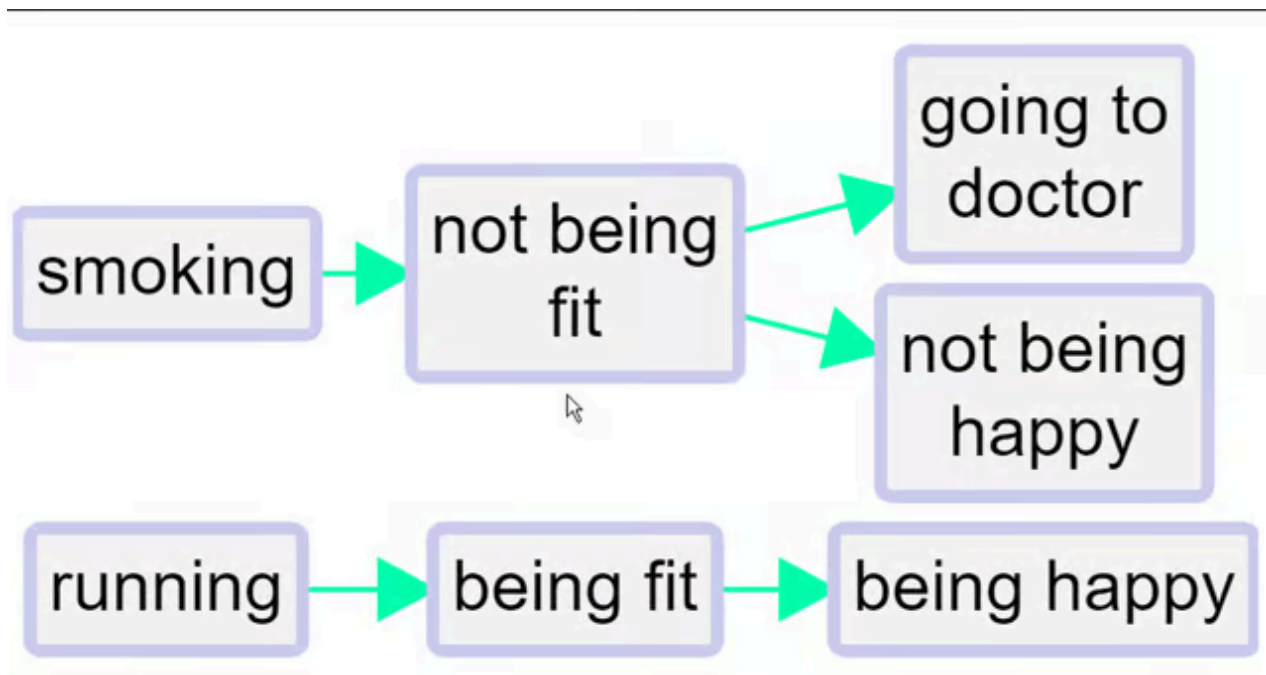 smoking
not being
fit
going to
doctor
not being
happy
running
being fit
being happy